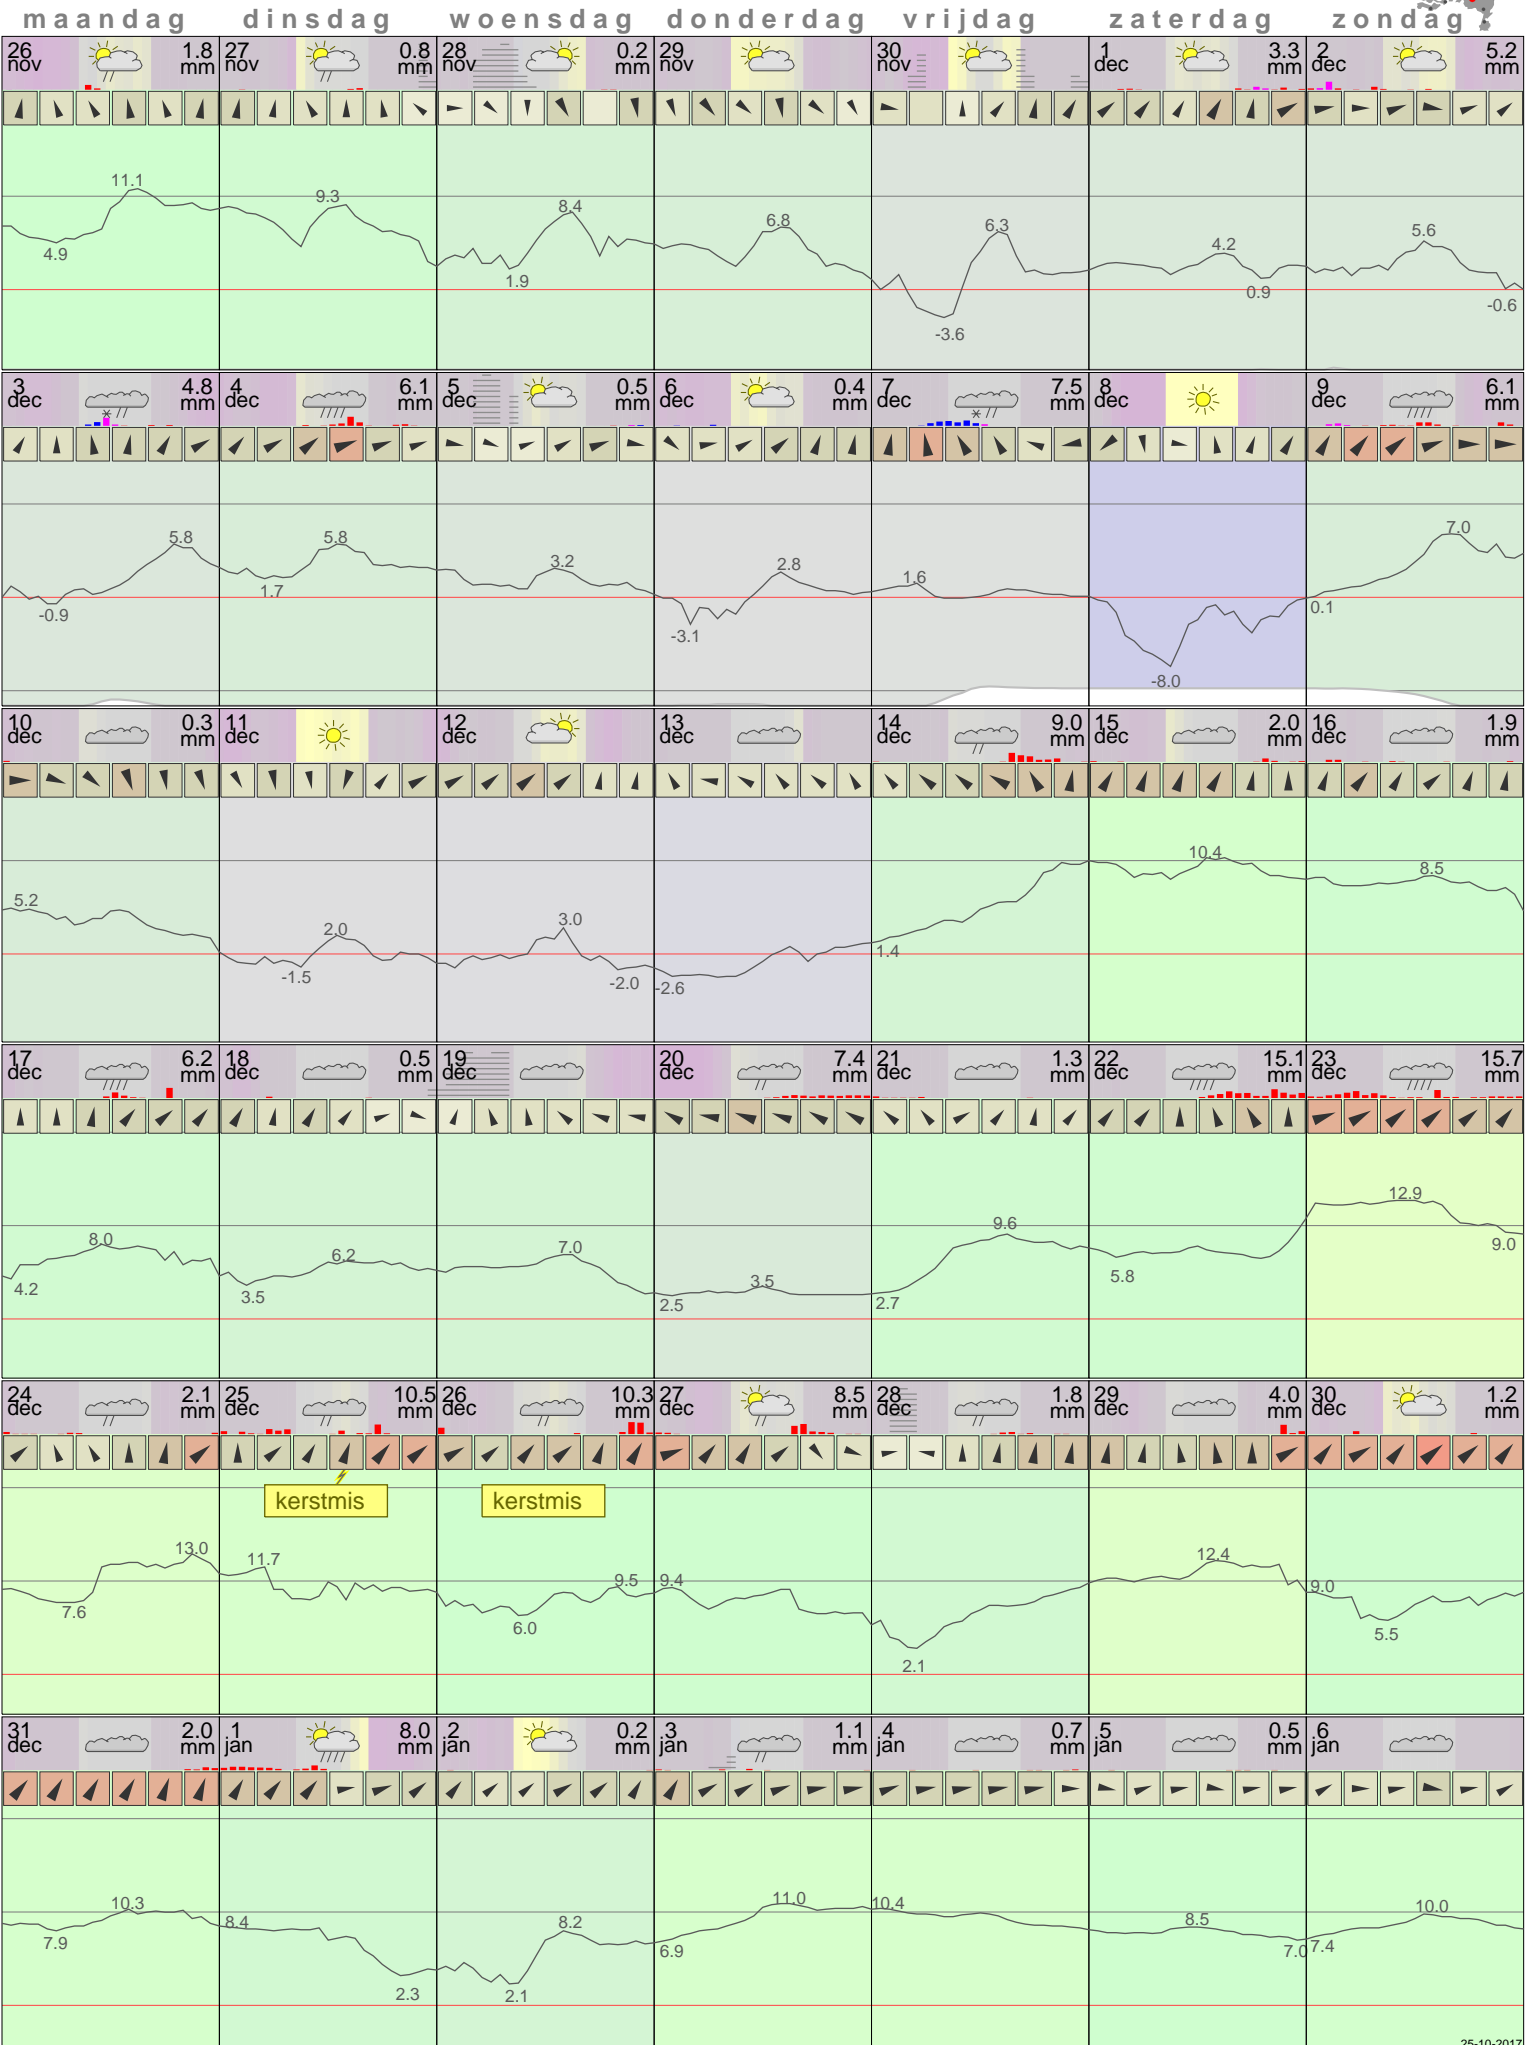 maandag dinsdag woensdag donderdag vrijdag zaterdag zondag
26 nov 1.8 mm 27 nov 0.8 mm 28 nov 0.2 mm 29 nov 30 nov 1 dec 3.3 mm 2 dec 5.2 mm
11.1 4.9 9.3 8.4 1.9 6.8 6.3 -3.6 4.2 0.9 5.6 -0.6
3 dec 4.8 mm 4 dec 6.1 mm 5 dec 0.5 mm 6 dec 0.4 mm 7 dec 7.5 mm 8 dec 9 dec 6.1 mm
5.8 -0.9 5.8 1.7 3.2 2.8 -3.1 1.6 -8.0 7.0 0.1
10 dec 0.3 mm 11 dec 12 dec 13 dec 14 dec 9.0 mm 15 dec 2.0 mm 16 dec 1.9 mm
5.2 2.0 -1.5 3.0 -2.0 -2.6 1.4 10.4 8.5
17 dec 6.2 mm 18 dec 0.5 mm 19 dec 20 dec 7.4 mm 21 dec 1.3 mm 22 dec 15.1 mm 23 dec 15.7 mm
8.0 4.2 6.2 3.5 7.0 3.5 2.5 9.6 2.7 5.8 12.9 9.0
24 dec 2.1 mm 25 dec 10.5 mm 26 dec 10.3 mm 27 dec 8.5 mm 28 dec 1.8 mm 29 dec 4.0 mm 30 dec 1.2 mm
kerstmis kerstmis
13.0 7.6 11.7 9.5 6.0 9.4 2.1 12.4 9.0 5.5
31 dec 2.0 mm 1 jan 8.0 mm 2 jan 0.2 mm 3 jan 1.1 mm 4 jan 0.7 mm 5 jan 0.5 mm 6 jan
10.3 7.9 8.4 2.3 8.2 2.1 11.0 6.9 10.4 8.5 7.0 10.0 7.4
25-10-2017